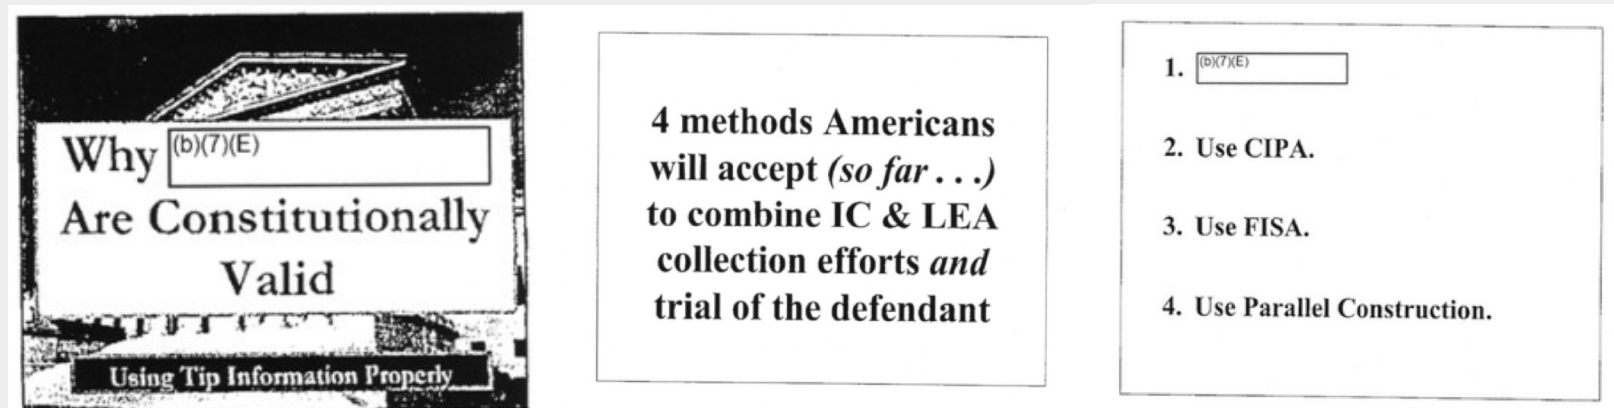 Why (b)(7)(E)
Are Constitutionally
Valid
Using Tip Information Properly
4 methods Americans
will accept (so far . . .)
to combine IC & LEA
collection efforts and
trial of the defendant
1. (b)(7)(E)
2. Use CIPA.
3. Use FISA.
4. Use Parallel Construction.